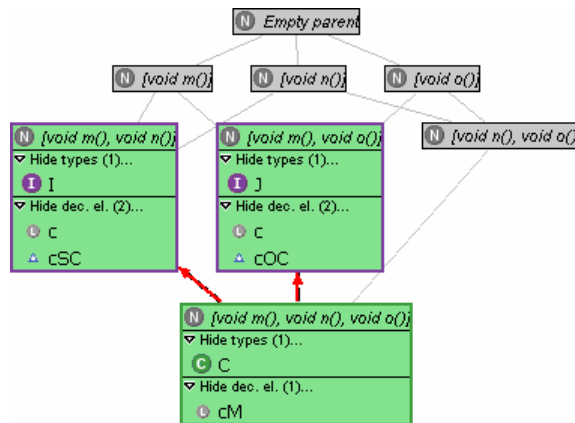 N Empty parent
N {void m()}
N {void n()}
N {void o()}
N {void m(), void n()}
Hide types (1)...
I I
Hide dec. el. (2)...
L c
cSC
N {void m(), void o()}
Hide types (1)...
I J
Hide dec. el. (2)...
L c
cOC
N {void n(), void o()}
N {void m(), void n(), void o()}
Hide types (1)...
C C
Hide dec. el. (1)...
L cM